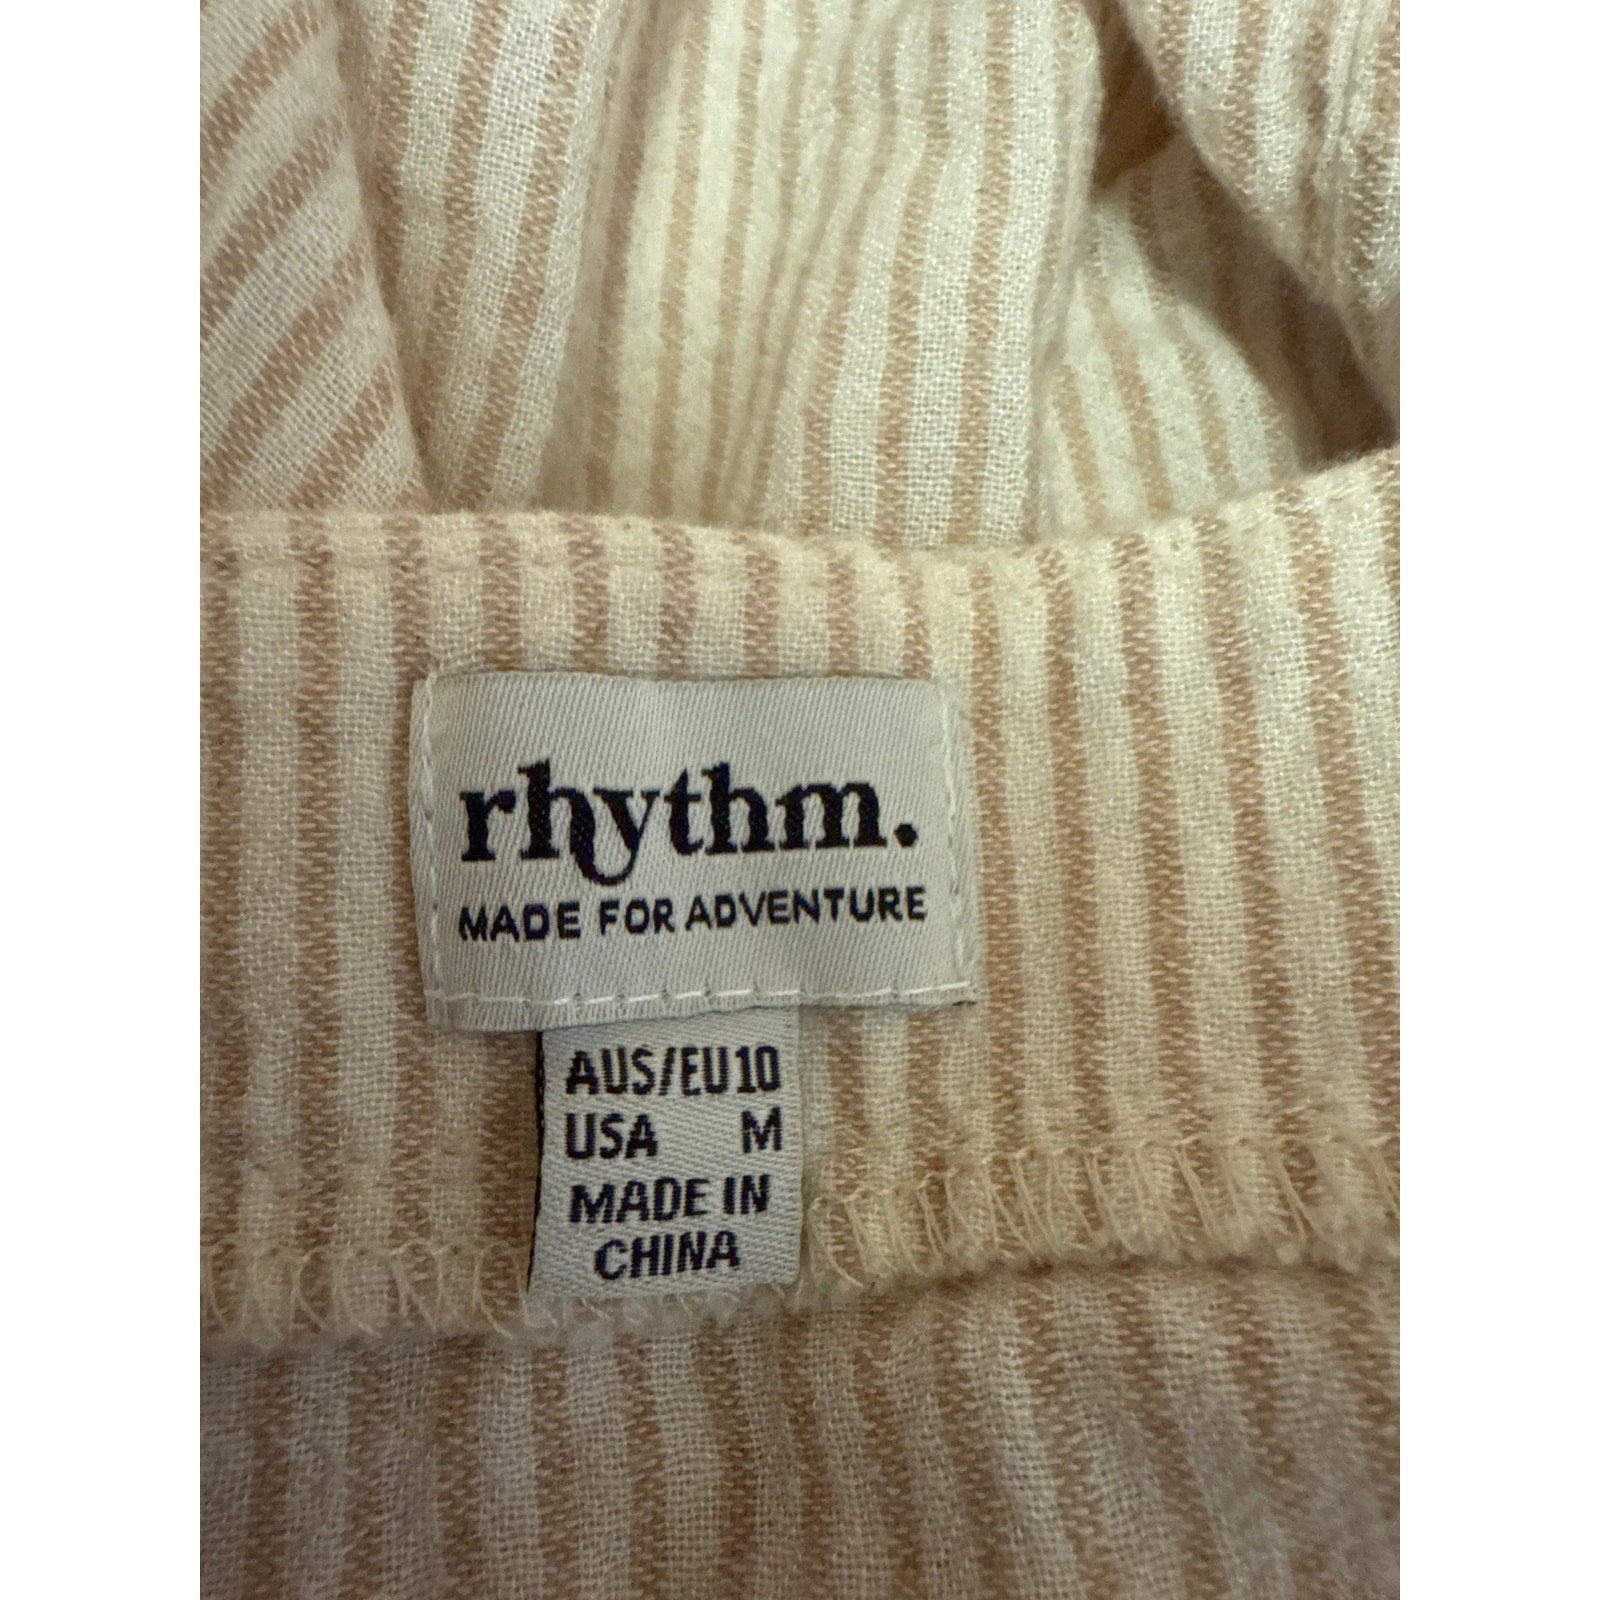 rhythm.
MADE FOR ADVENTURE
AUS/EU10
USA M
MADE IN
CHINA